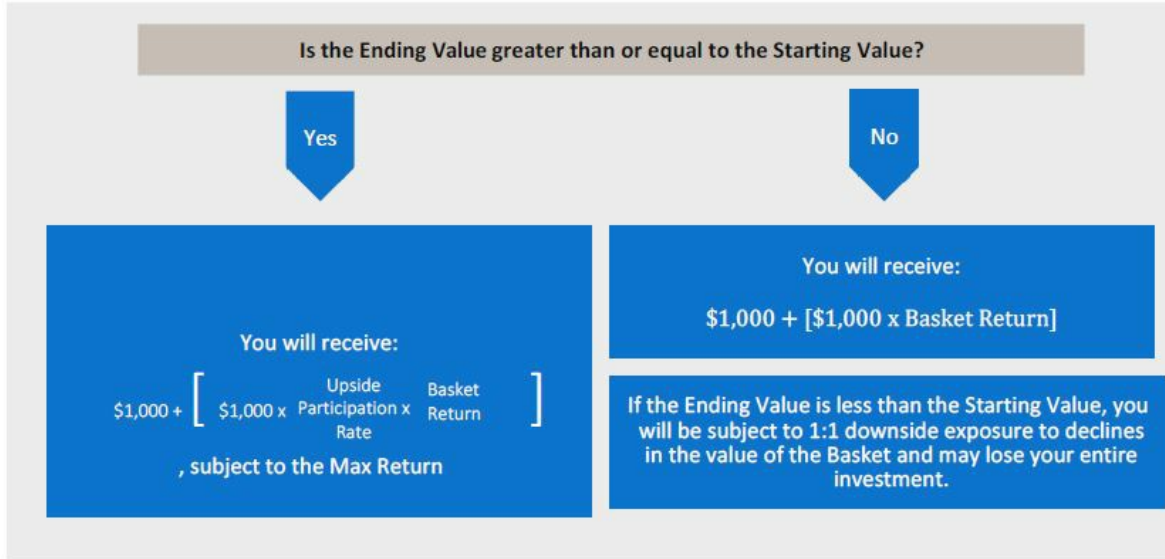 Is the Ending Value greater than or equal to the Starting Value?
Yes
No
You will receive:
$1,000 + [ $1,000 x Upside Participation Rate x Basket Return ]
, subject to the Max Return
You will receive:
$1,000 + [$1,000 x Basket Return]
If the Ending Value is less than the Starting Value, you
will be subject to 1:1 downside exposure to declines
in the value of the Basket and may lose your entire
investment.